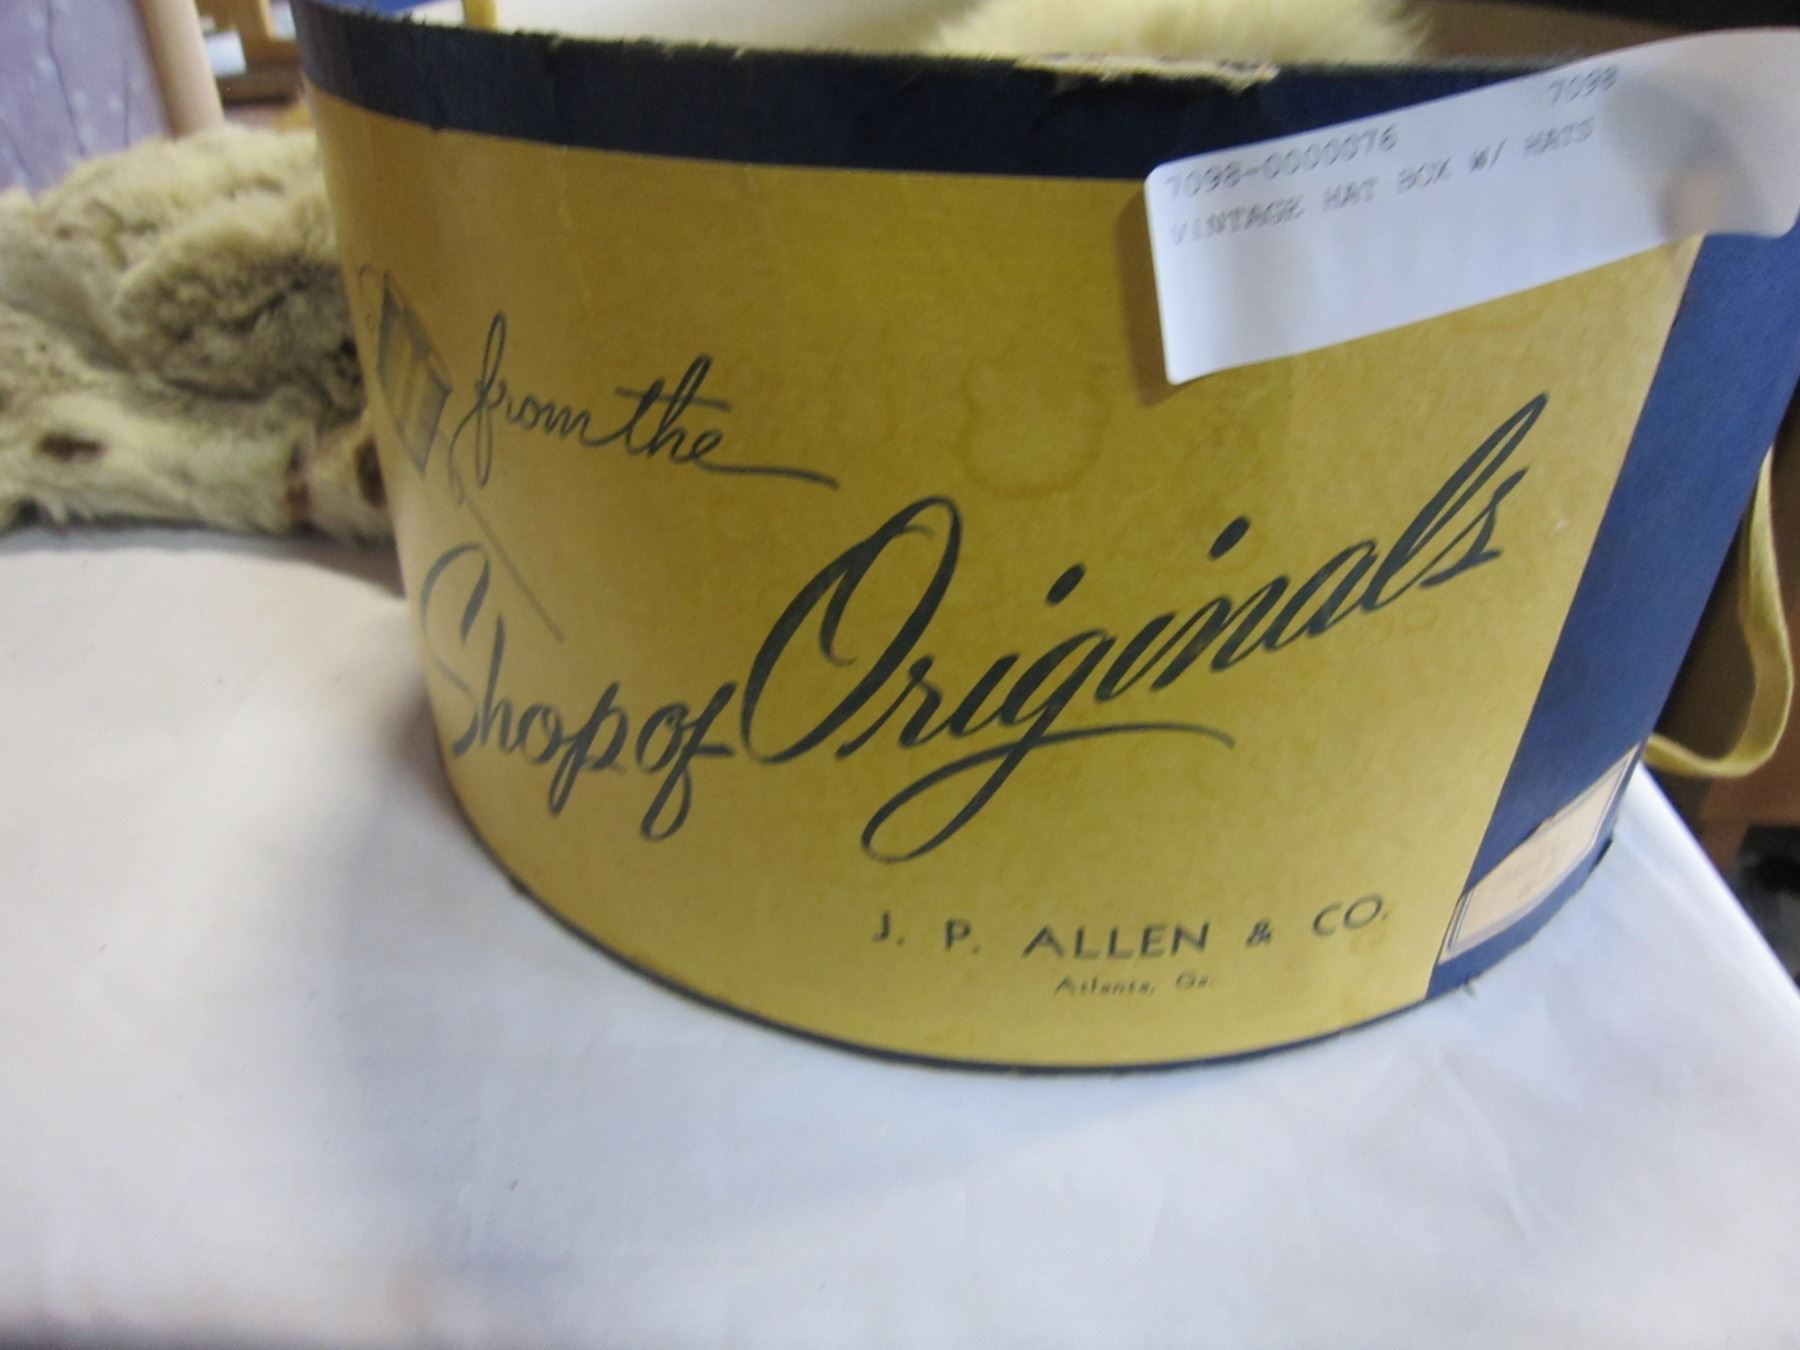 7098
7098-0000076
VINTAGE HAT BOX W/ HATS
from the
Shop of Originals
J. P. ALLEN & CO.
Atlanta, Ga.